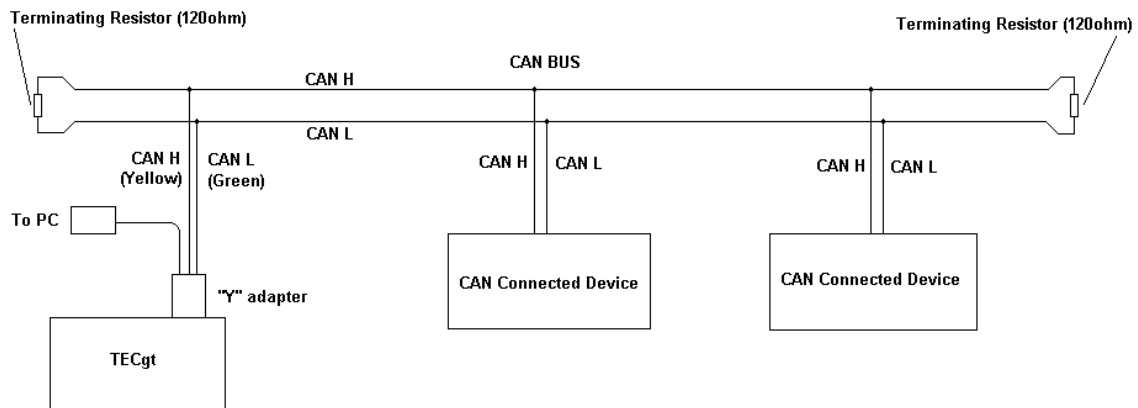 Terminating Resistor (120ohm)
Terminating Resistor (120ohm)
CAN BUS
CAN H
CAN L
CAN H
(Yellow)
CAN L
(Green)
CAN H
CAN L
CAN H
CAN L
To PC
"Y" adapter
CAN Connected Device
CAN Connected Device
TECgt